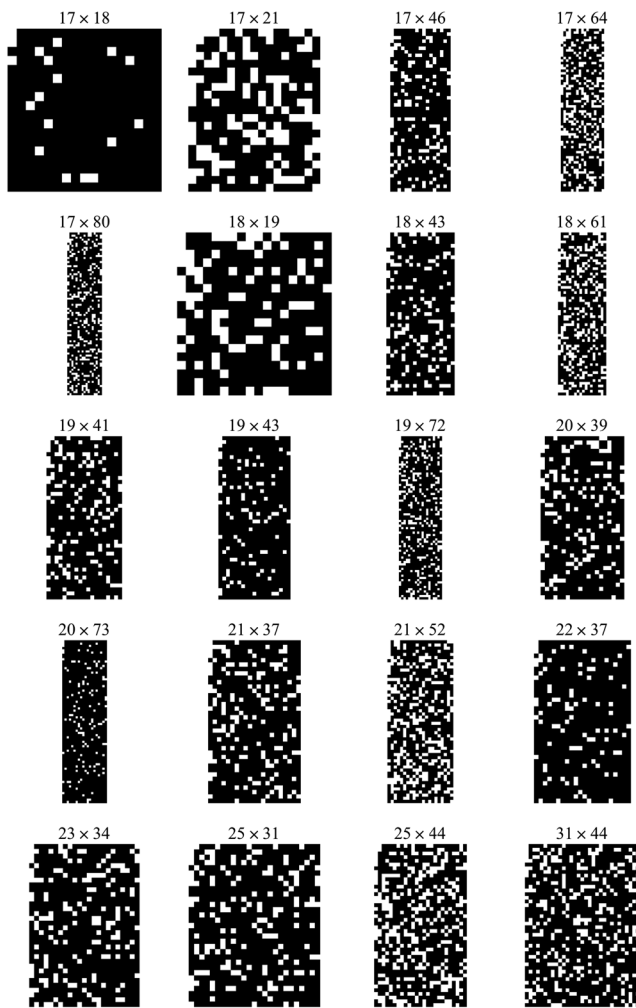 17 × 18 17 × 21 17 × 46 17 × 64
17 × 80 18 × 19 18 × 43 18 × 61
19 × 41 19 × 43 19 × 72 20 × 39
20 × 73 21 × 37 21 × 52 22 × 37
23 × 34 25 × 31 25 × 44 31 × 44